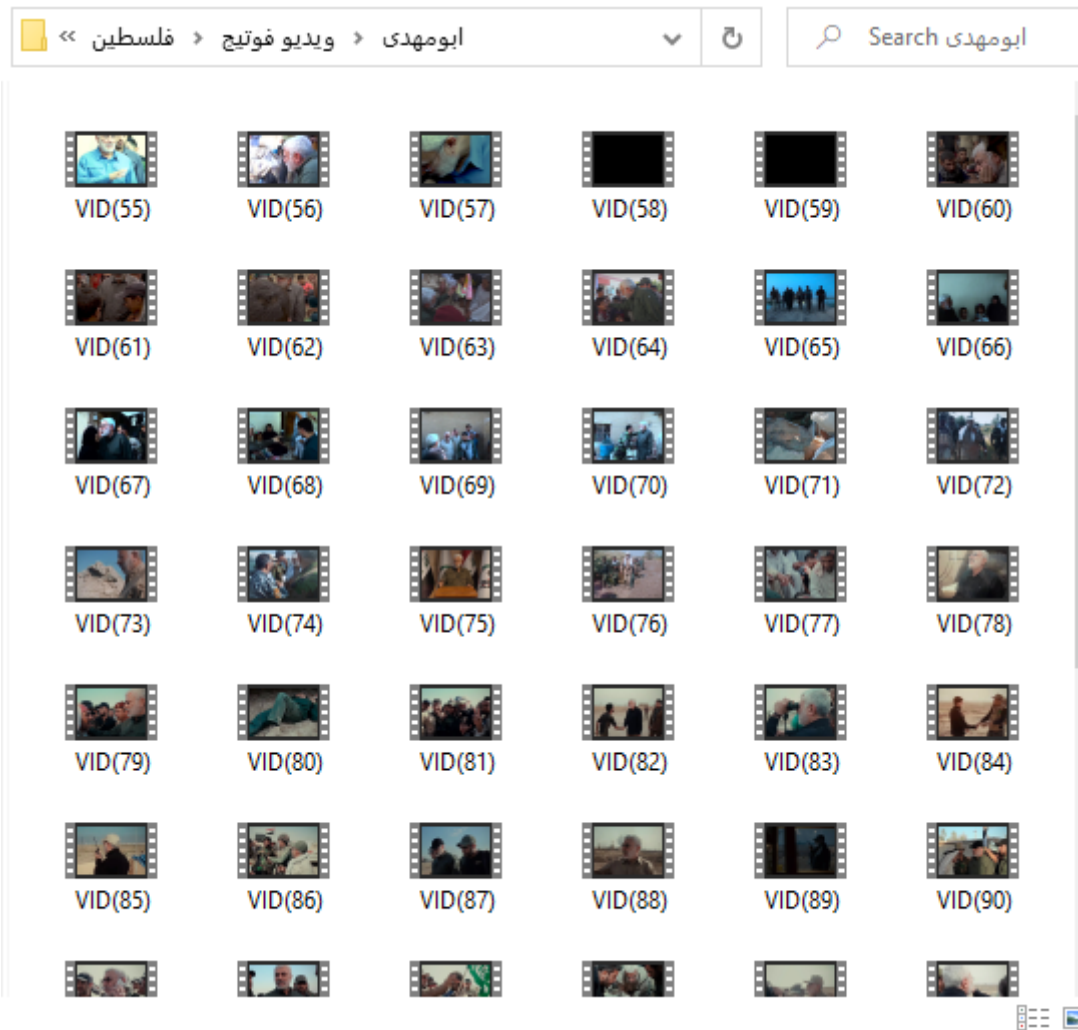 فلسطین › ویدیو فوتیج › ابومهدی
Search ابومهدی
VID(55) VID(56) VID(57) VID(58) VID(59) VID(60)
VID(61) VID(62) VID(63) VID(64) VID(65) VID(66)
VID(67) VID(68) VID(69) VID(70) VID(71) VID(72)
VID(73) VID(74) VID(75) VID(76) VID(77) VID(78)
VID(79) VID(80) VID(81) VID(82) VID(83) VID(84)
VID(85) VID(86) VID(87) VID(88) VID(89) VID(90)